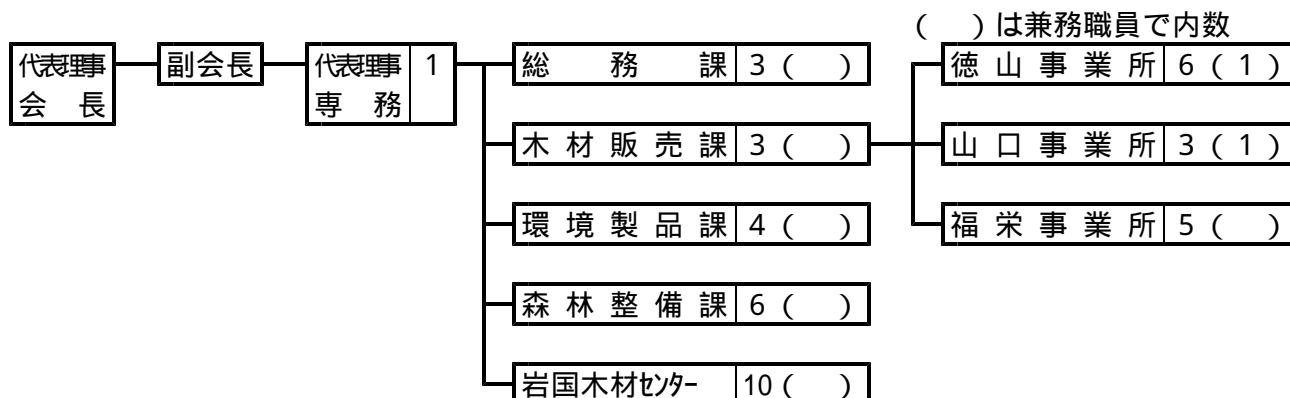 （　）は兼務職員で内数
代表理事
会　長
副会長
代表理事
専　務
1
総　務　課 3（　）
木材販売課 3（　）
環境製品課 4（　）
森林整備課 6（　）
岩国木材ｾﾝﾀｰ 10（　）
徳山事業所 6（1）
山口事業所 3（1）
福栄事業所 5（　）